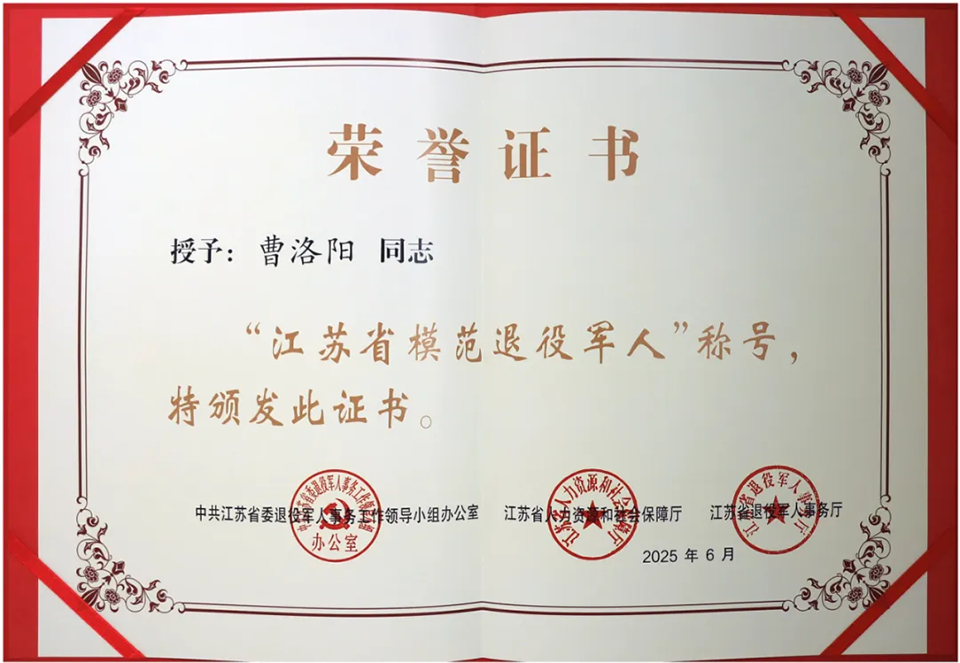 荣誉证书
授予：曹洛阳 同志
“江苏省模范退役军人”称号，
特颁发此证书。
中共江苏省委退役军人事务工作领导小组办公室 江苏省人力资源和社会保障厅 江苏省退役军人事务厅
办公室
2025 年 6 月